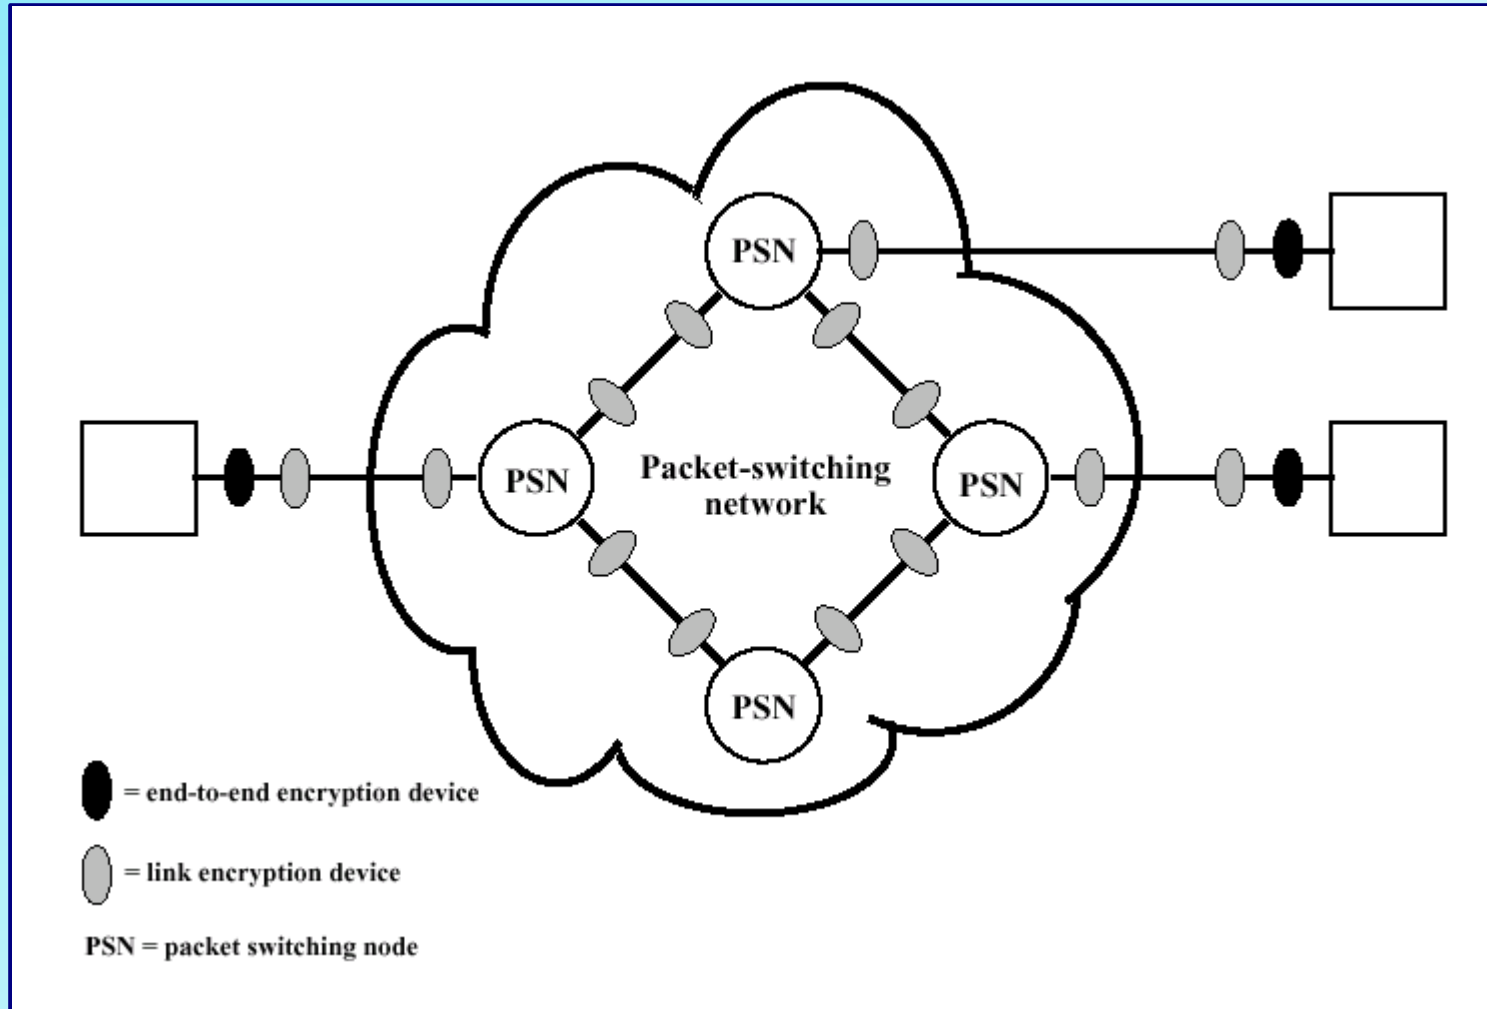 PSN
PSN
Packet-switching
network
PSN
PSN
= end-to-end encryption device
= link encryption device
PSN = packet switching node